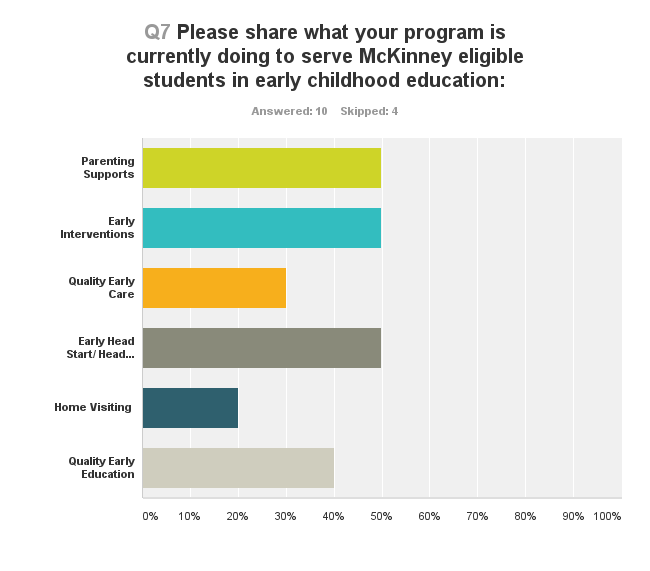 Q7 Please share what your program is
currently doing to serve McKinney eligible
students in early childhood education:
Answered: 10 Skipped: 4
Parenting
Supports
Early
Interventions
Quality Early
Care
Early Head
Start/ Head...
Home Visiting
Quality Early
Education
0% 10% 20% 30% 40% 50% 60% 70% 80% 90% 100%